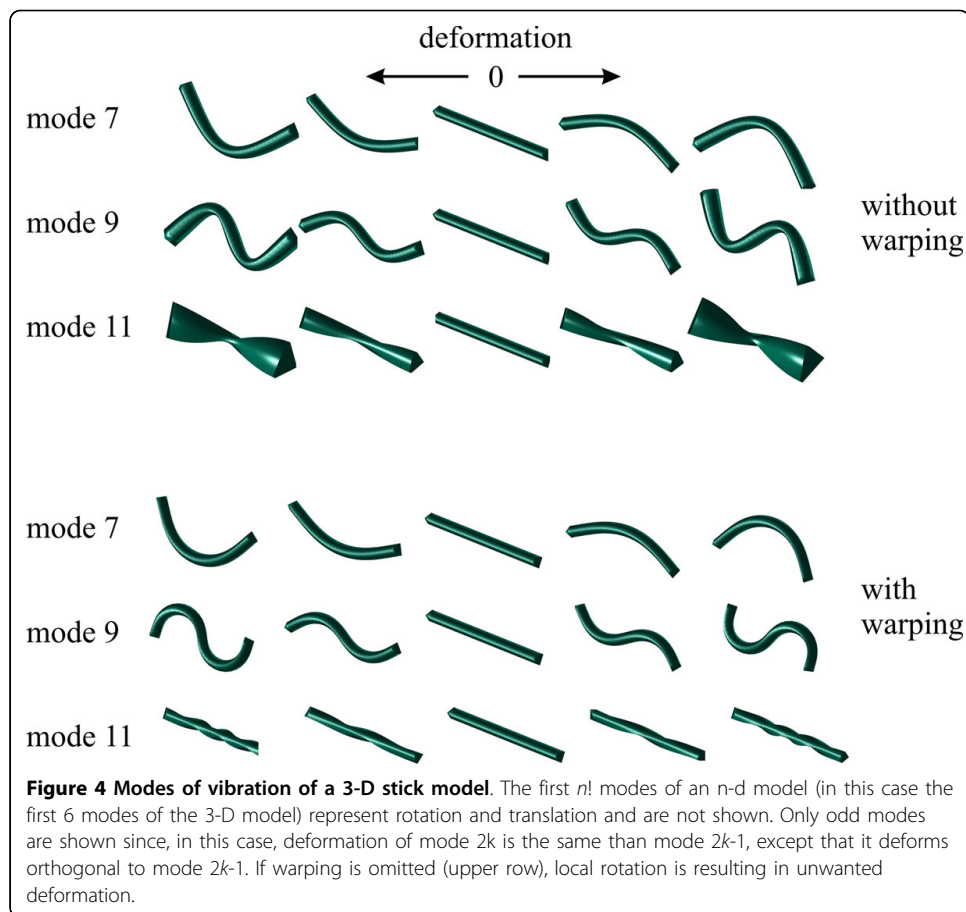 deformation
0
mode 7
mode 9
without
warping
mode 11
mode 7
mode 9
with
warping
mode 11
Figure 4 Modes of vibration of a 3-D stick model. The first n! modes of an n-d model (in this case the
first 6 modes of the 3-D model) represent rotation and translation and are not shown. Only odd modes
are shown since, in this case, deformation of mode 2k is the same than mode 2k-1, except that it deforms
orthogonal to mode 2k-1. If warping is omitted (upper row), local rotation is resulting in unwanted
deformation.